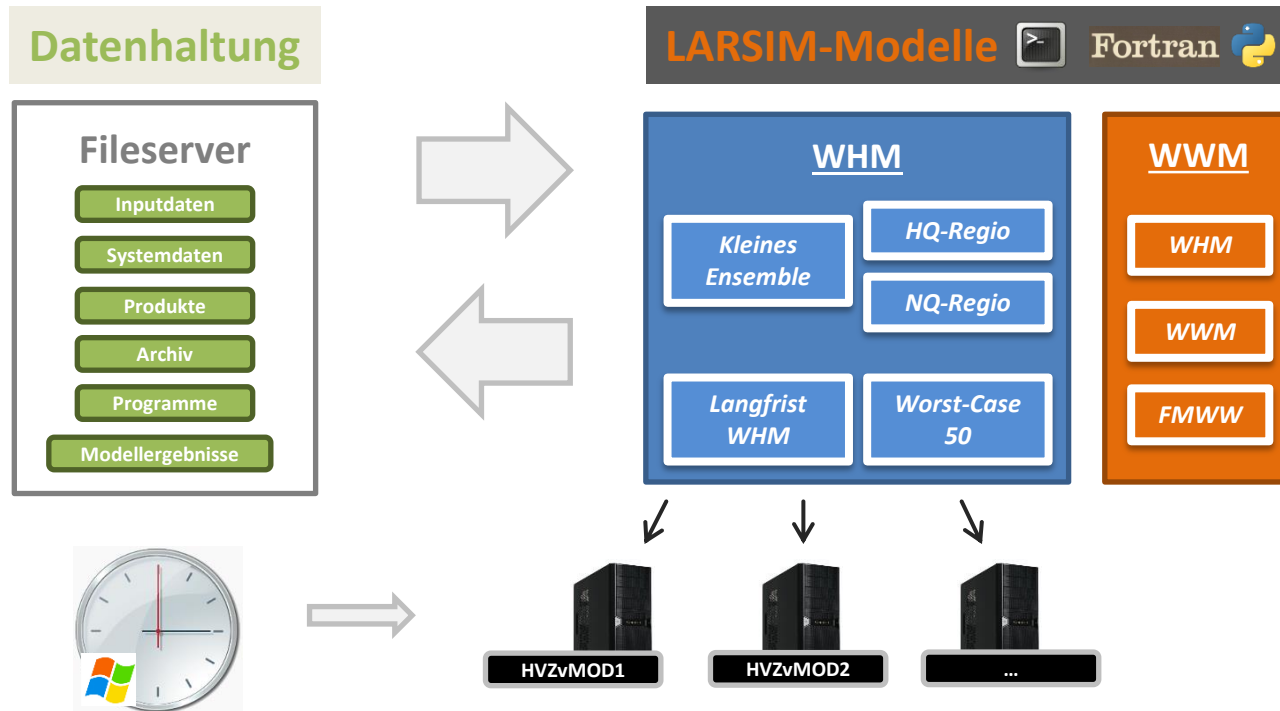 Datenhaltung
Fileserver
Inputdaten
Systemdaten
Produkte
Archiv
Programme
Modellergebnisse
LARSIM-Modelle
>-
Fortran
WHM
Kleines
Ensemble
HQ-Regio
NQ-Regio
Langfrist
WHM
Worst-Case
50
WWM
WHM
WWM
FMWW
HVZvMOD1
HVZvMOD2
...